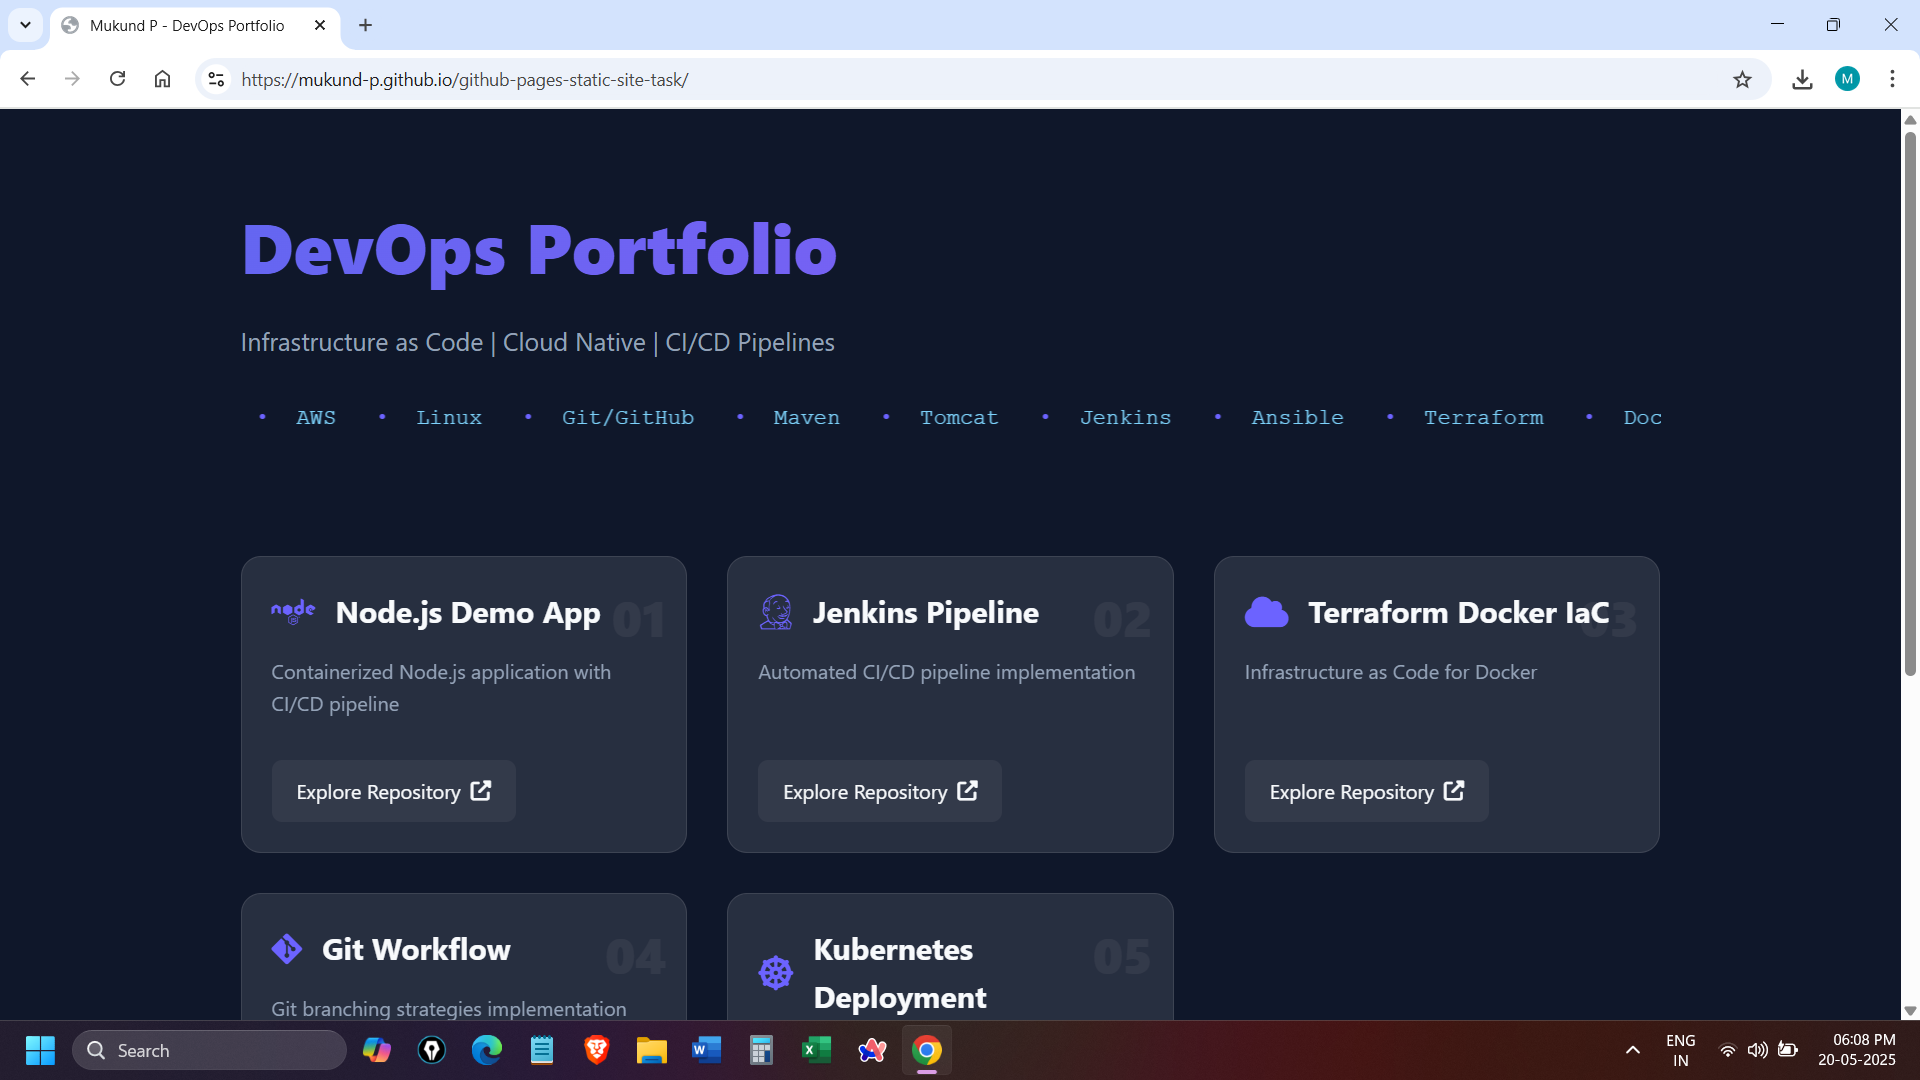 Mukund P - DevOps Portfolio
https://mukund-p.github.io/github-pages-static-site-task/
M
DevOps Portfolio
Infrastructure as Code | Cloud Native | CI/CD Pipelines
• AWS • Linux • Git/GitHub • Maven • Tomcat • Jenkins • Ansible • Terraform • Doc
node
JS
Node.js Demo App
01
Containerized Node.js application with
CI/CD pipeline
Explore Repository
Jenkins Pipeline
02
Automated CI/CD pipeline implementation
Explore Repository
Terraform Docker IaC
03
Infrastructure as Code for Docker
Explore Repository
Git Workflow
04
Git branching strategies implementation
Kubernetes
Deployment
05
Search
W
X
ENG
IN
06:08 PM
20-05-2025